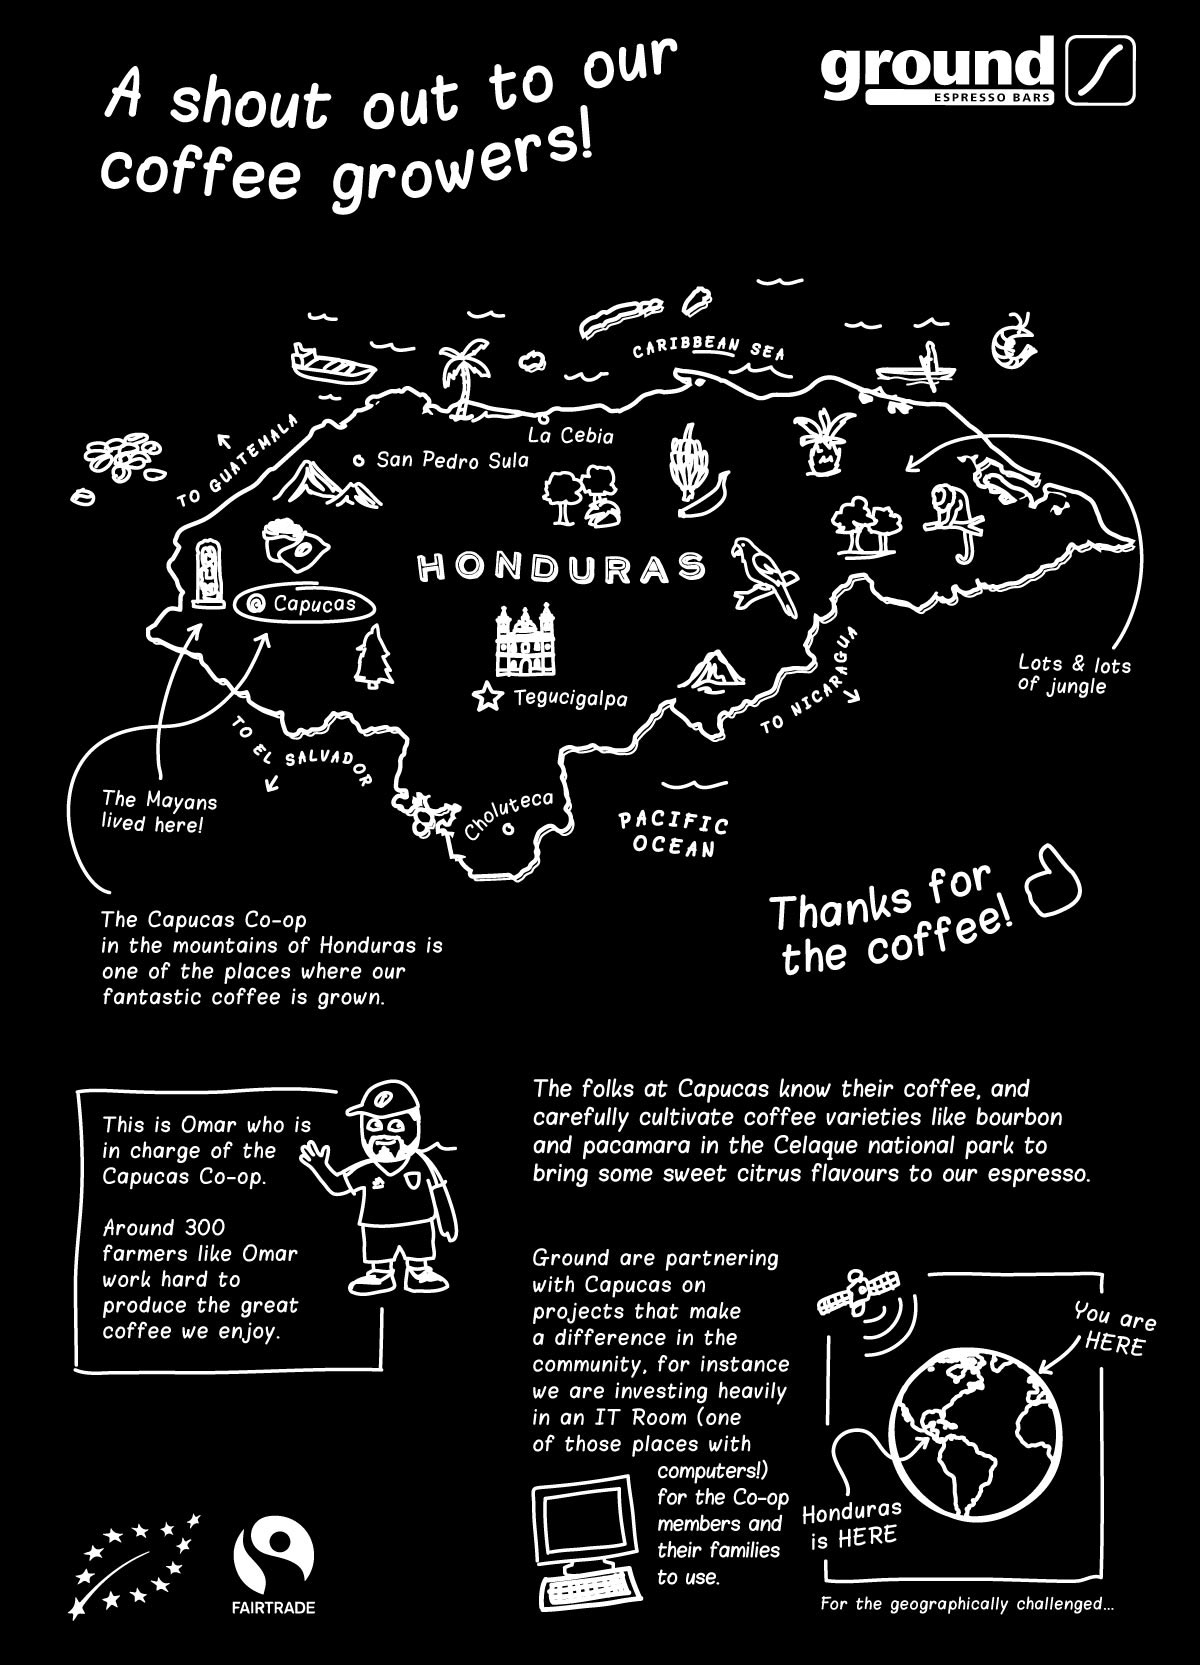 A shout out to our
coffee growers!
ground
ESPRESSO BARS
CARIBBEAN SEA
TO GUATEMALA
La Cebia
San Pedro Sula
HONDURAS
Capucas
Tegucigalpa
TO NICARAGUA
Lots & lots
of jungle
TO EL SALVADOR
The Mayans
lived here!
Choluteca
PACIFIC
OCEAN
Thanks for
the coffee!
The Capucas Co-op
in the mountains of Honduras is
one of the places where our
fantastic coffee is grown.
This is Omar who is
in charge of the
Capucas Co-op.
Around 300
farmers like Omar
work hard to
produce the great
coffee we enjoy.
The folks at Capucas know their coffee, and
carefully cultivate coffee varieties like bourbon
and pacamara in the Celaque national park to
bring some sweet citrus flavours to our espresso.
Ground are partnering
with Capucas on
projects that make
a difference in the
community, for instance
we are investing heavily
in an IT Room (one
of those places with
computers!)
for the Co-op
members and
their families
to use.
You are
HERE
Honduras
is HERE
For the geographically challenged...
FAIRTRADE